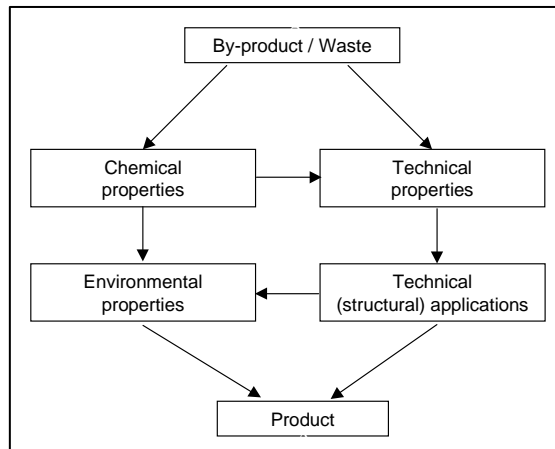 By-product / Waste
Chemical
properties
Technical
properties
Environmental
properties
Technical
(structural) applications
Product